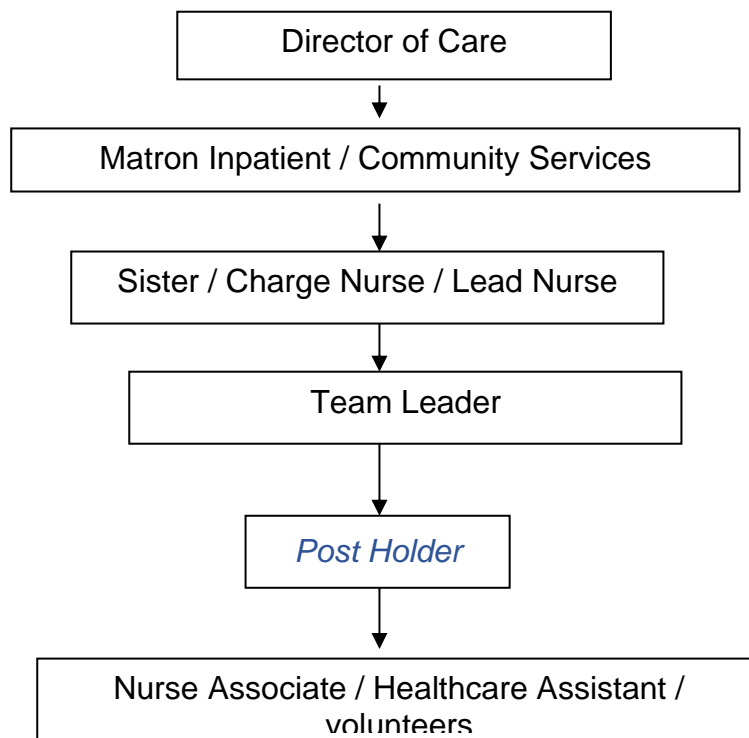 Director of Care
Matron Inpatient / Community Services
Sister / Charge Nurse / Lead Nurse
Team Leader
Post Holder
Nurse Associate / Healthcare Assistant /
volunteers